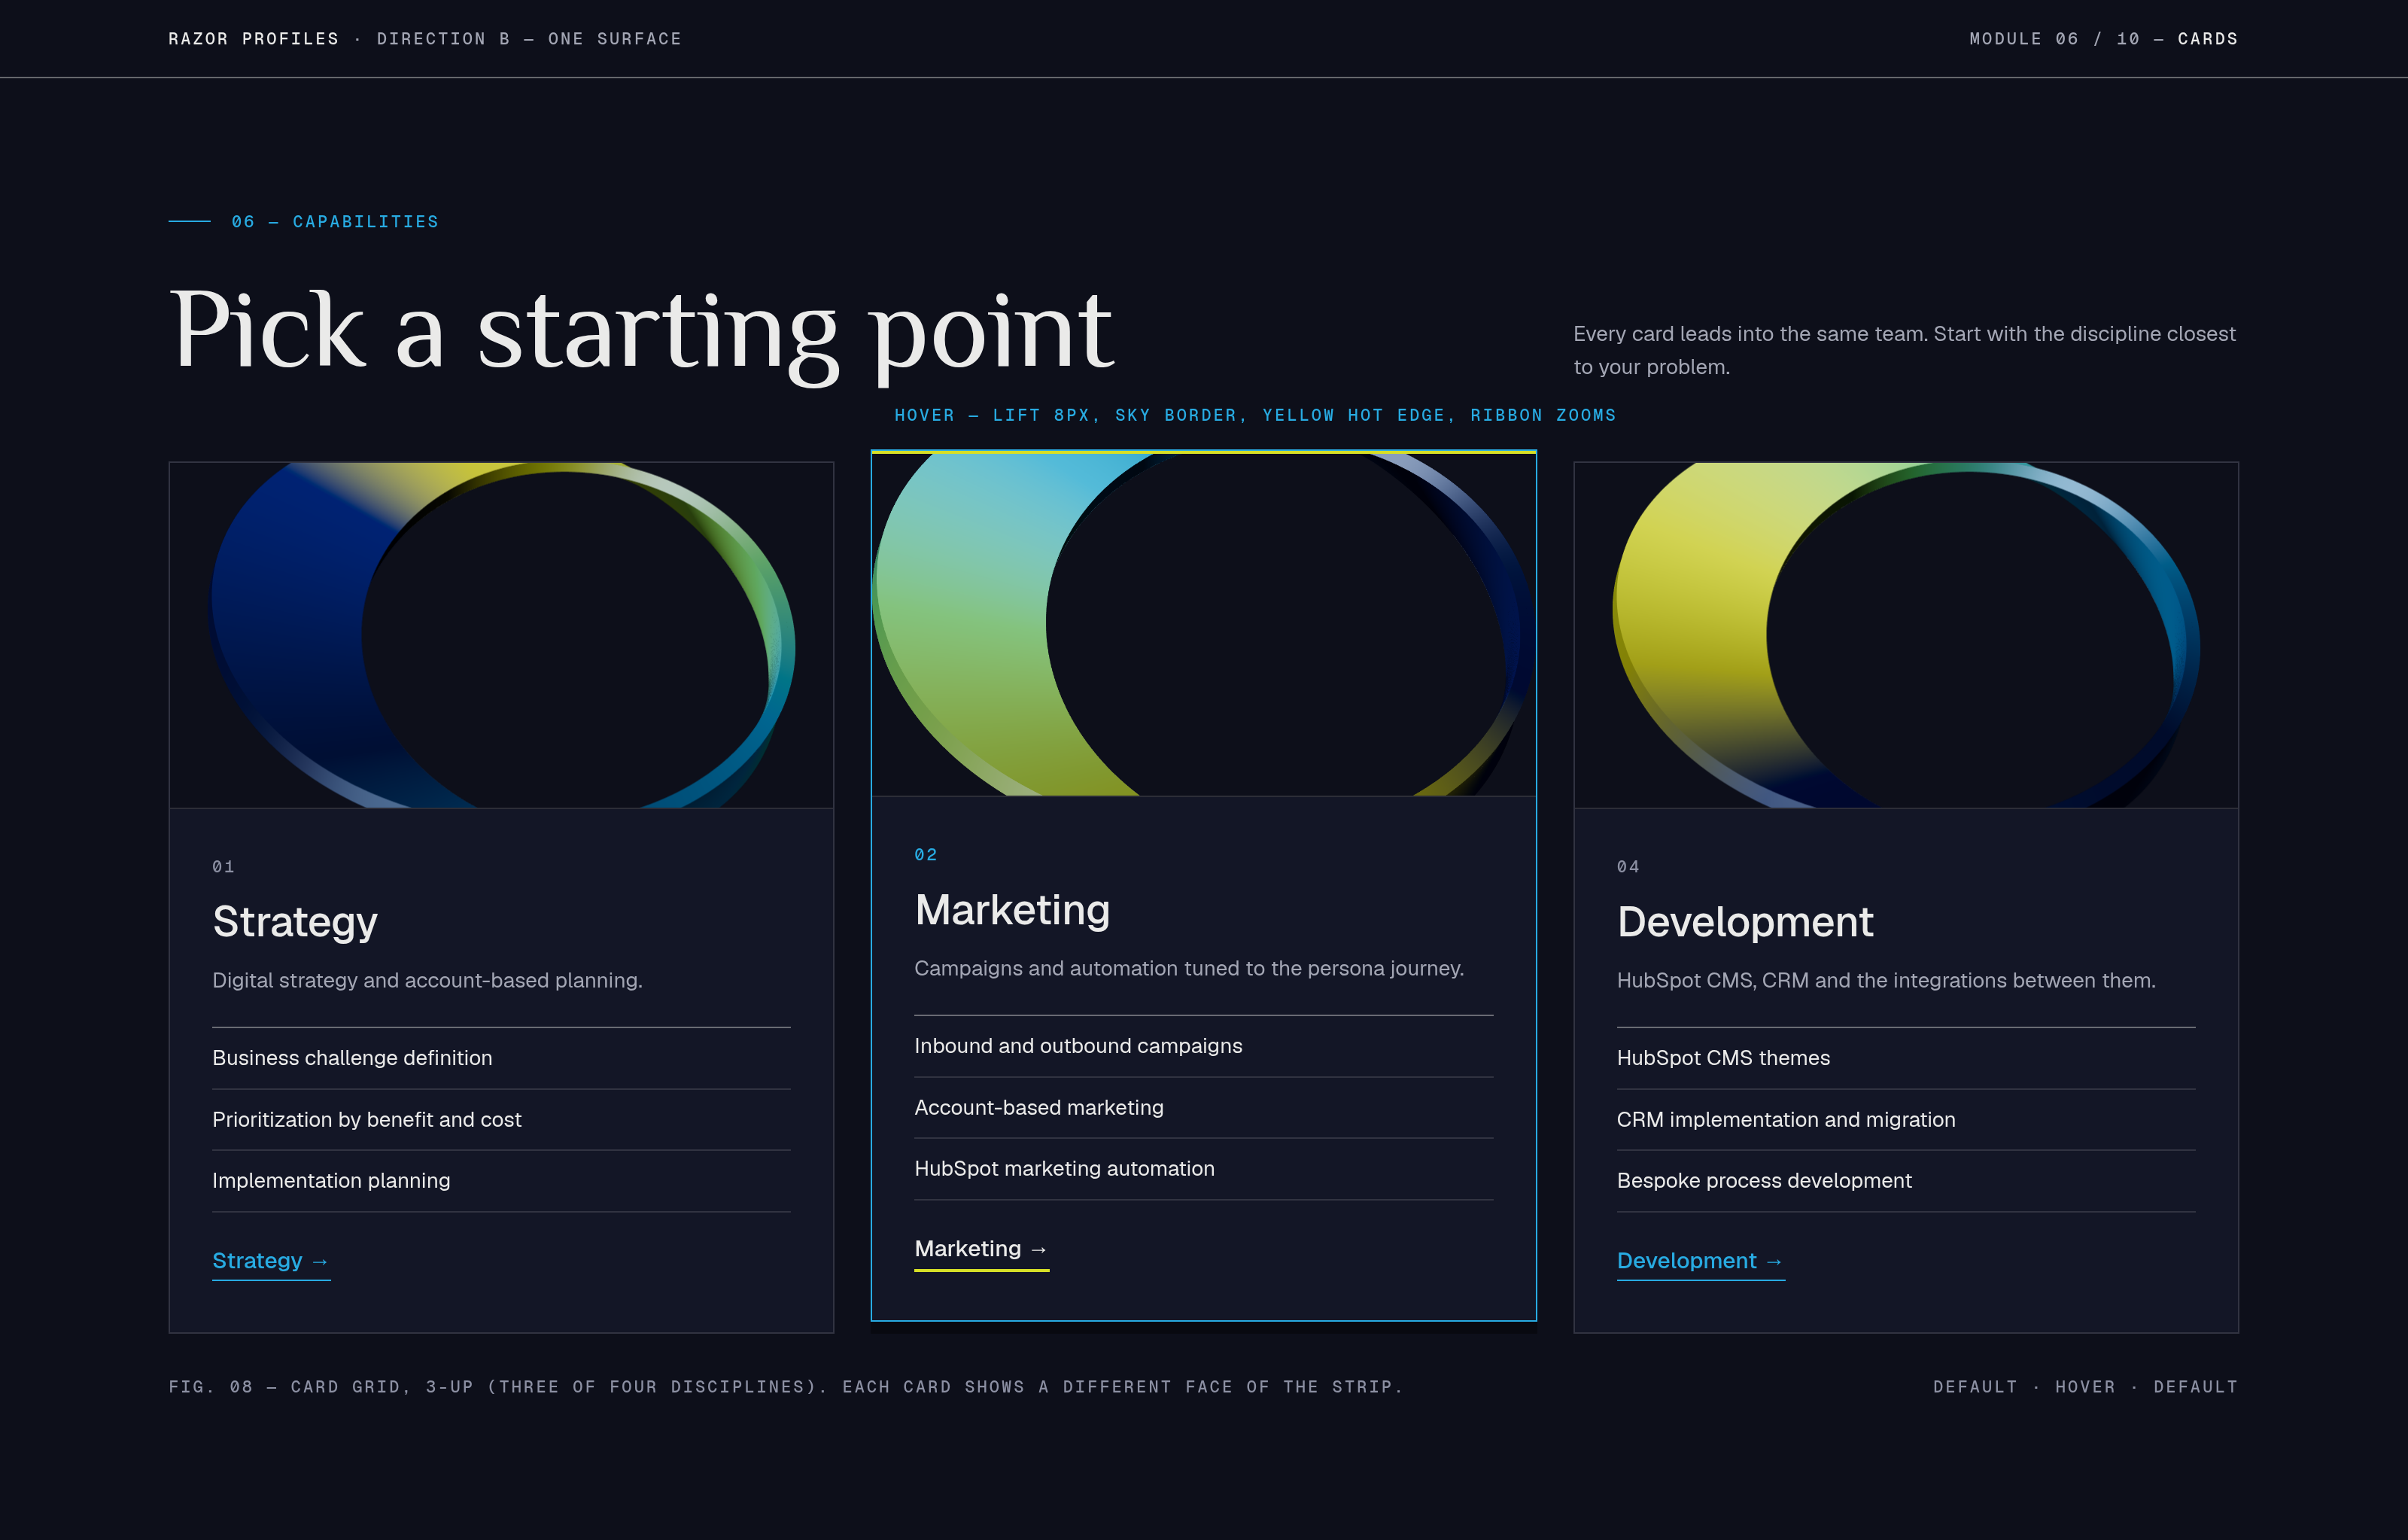 RAZOR PROFILES · DIRECTION B — ONE SURFACE
MODULE 06 / 10 — CARDS
06 — CAPABILITIES
Pick a starting point
Every card leads into the same team. Start with the discipline closest
to your problem.
HOVER — LIFT 8PX, SKY BORDER, YELLOW HOT EDGE, RIBBON ZOOMS
01
Strategy
Digital strategy and account-based planning.
Business challenge definition
Prioritization by benefit and cost
Implementation planning
Strategy →
02
Marketing
Campaigns and automation tuned to the persona journey.
Inbound and outbound campaigns
Account-based marketing
HubSpot marketing automation
Marketing →
04
Development
HubSpot CMS, CRM and the integrations between them.
HubSpot CMS themes
CRM implementation and migration
Bespoke process development
Development →
FIG. 08 — CARD GRID, 3-UP (THREE OF FOUR DISCIPLINES). EACH CARD SHOWS A DIFFERENT FACE OF THE STRIP.
DEFAULT · HOVER · DEFAULT